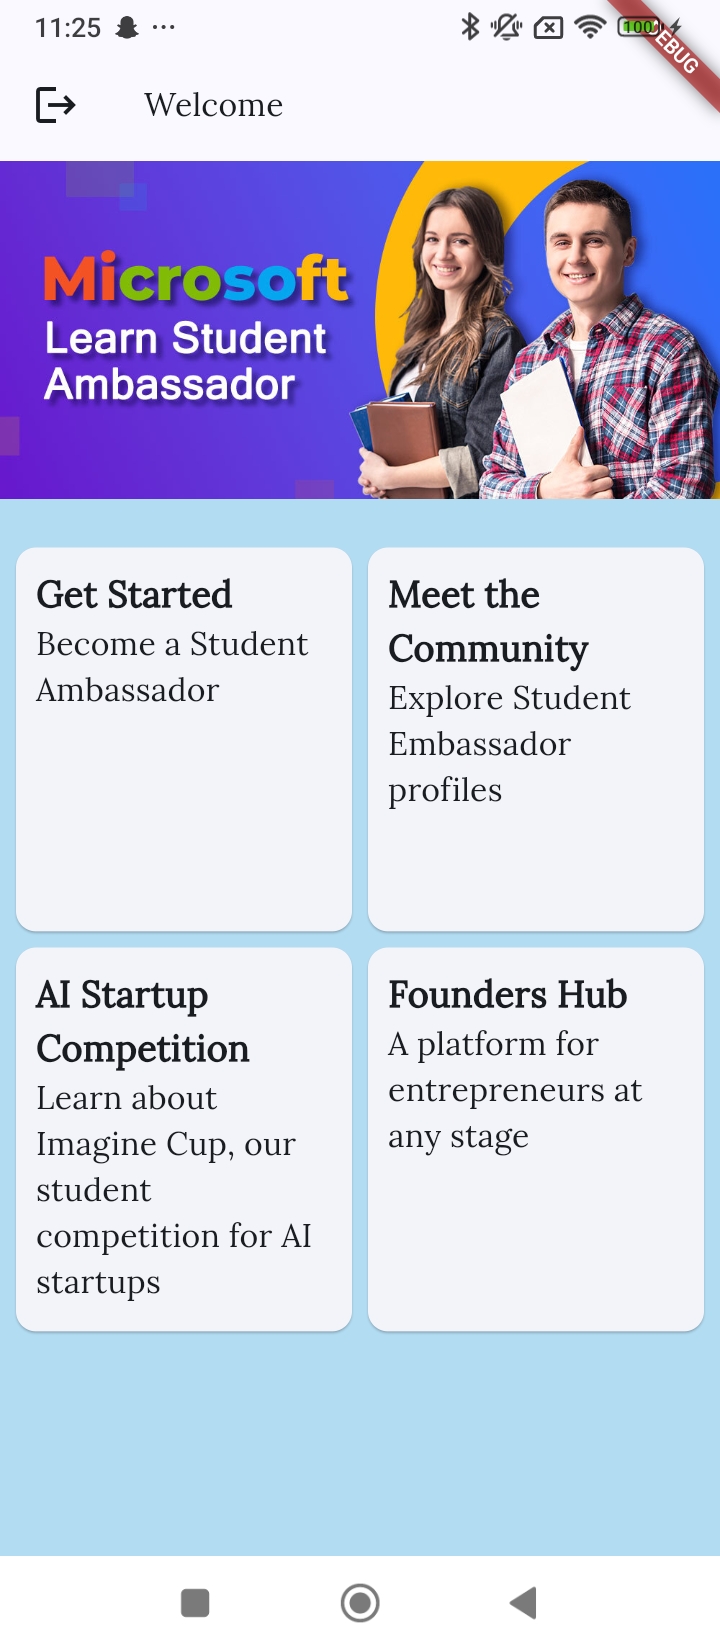 11:25
100
EBUG
Welcome
Microsoft
Learn Student
Ambassador
Get Started
Become a Student
Ambassador
Meet the
Community
Explore Student
Embassador
profiles
AI Startup
Competition
Learn about
Imagine Cup, our
student
competition for AI
startups
Founders Hub
A platform for
entrepreneurs at
any stage